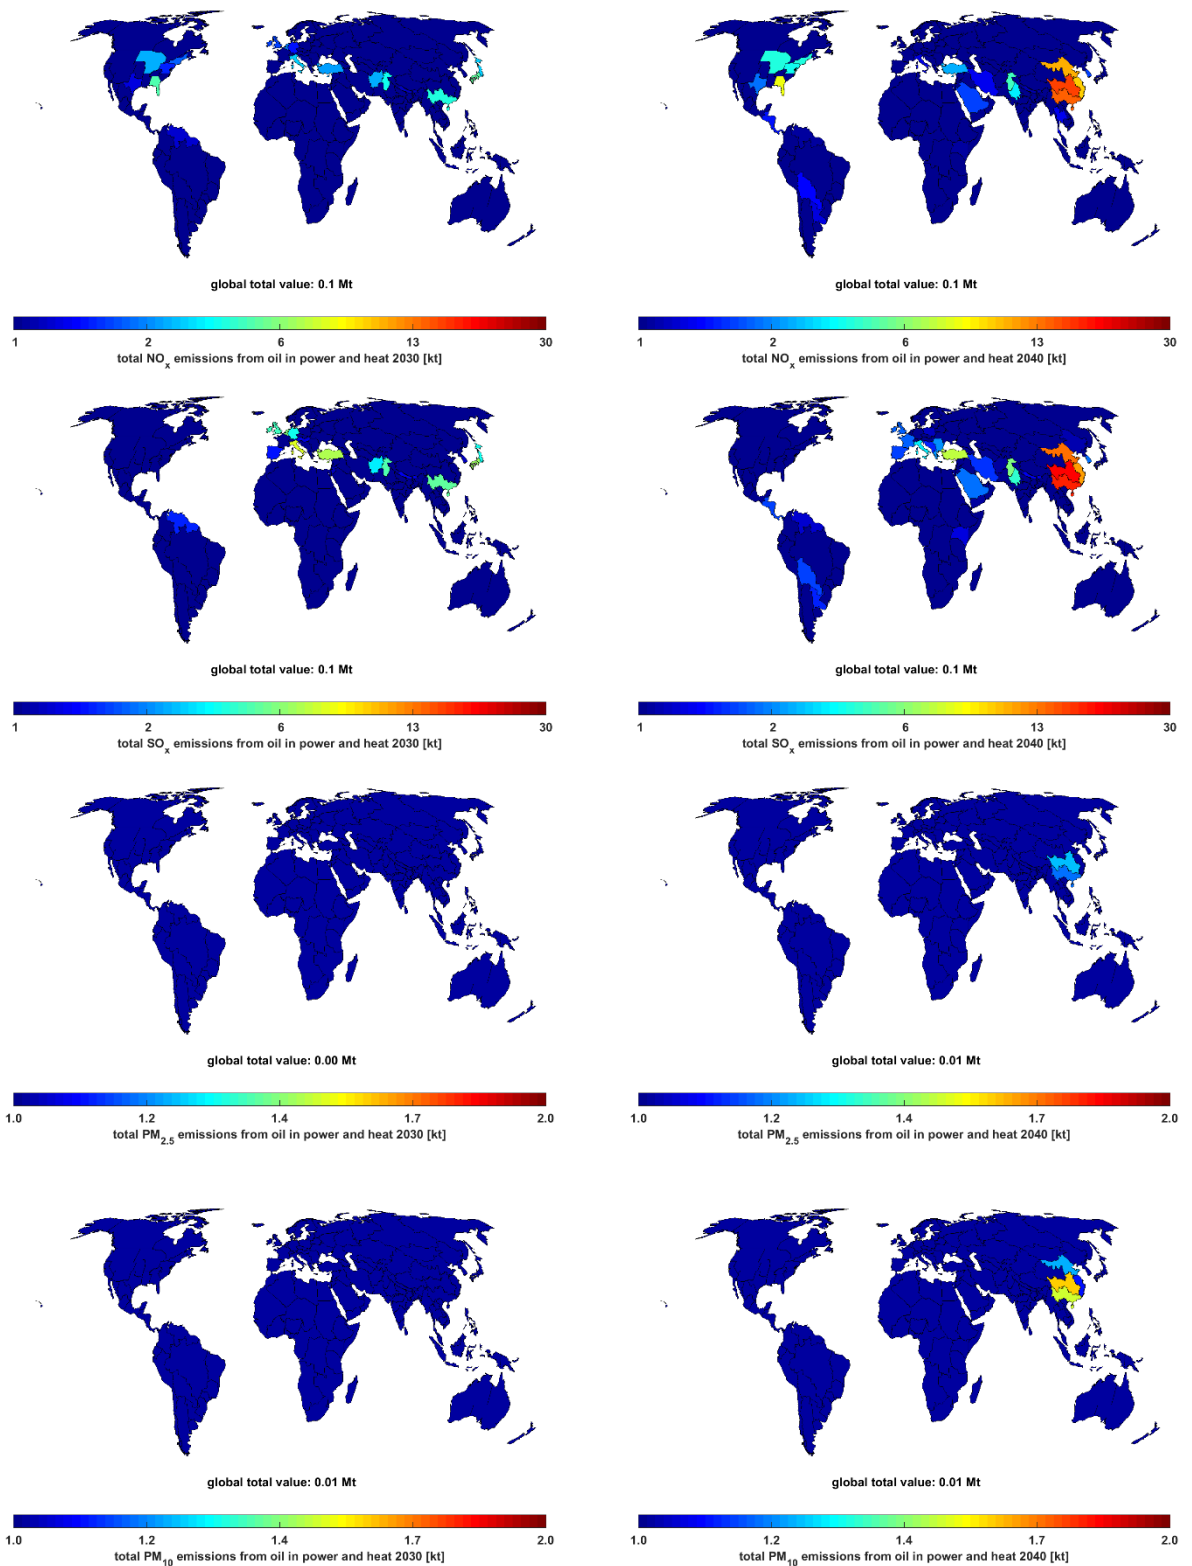 global total value: 0.1 Mt
1 2 6 13 30
total NOx emissions from oil in power and heat 2030 [kt]
global total value: 0.1 Mt
1 2 6 13 30
total NOx emissions from oil in power and heat 2040 [kt]
global total value: 0.1 Mt
1 2 6 13 30
total SOx emissions from oil in power and heat 2030 [kt]
global total value: 0.1 Mt
1 2 6 13 30
total SOx emissions from oil in power and heat 2040 [kt]
global total value: 0.00 Mt
1.0 1.2 1.4 1.7 2.0
total PM2.5 emissions from oil in power and heat 2030 [kt]
global total value: 0.01 Mt
1.0 1.2 1.4 1.7 2.0
total PM2.5 emissions from oil in power and heat 2040 [kt]
global total value: 0.01 Mt
1.0 1.2 1.4 1.7 2.0
total PM10 emissions from oil in power and heat 2030 [kt]
global total value: 0.01 Mt
1.0 1.2 1.4 1.7 2.0
total PM10 emissions from oil in power and heat 2040 [kt]